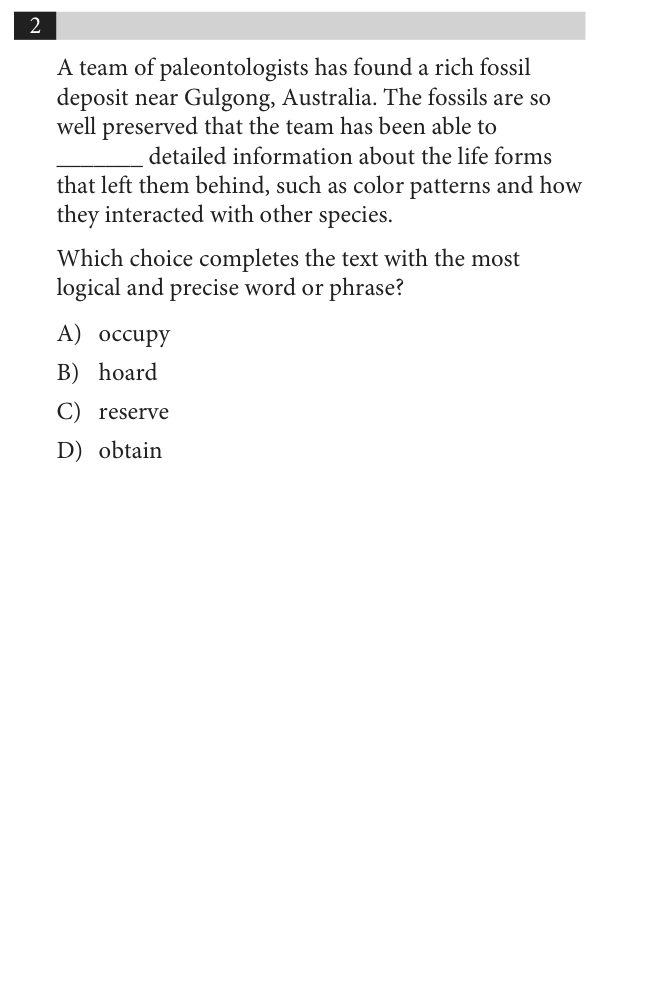 2
A team of paleontologists has found a rich fossil
deposit near Gulgong, Australia. The fossils are so
well preserved that the team has been able to
_______ detailed information about the life forms
that left them behind, such as color patterns and how
they interacted with other species.
Which choice completes the text with the most
logical and precise word or phrase?
A) occupy
B) hoard
C) reserve
D) obtain